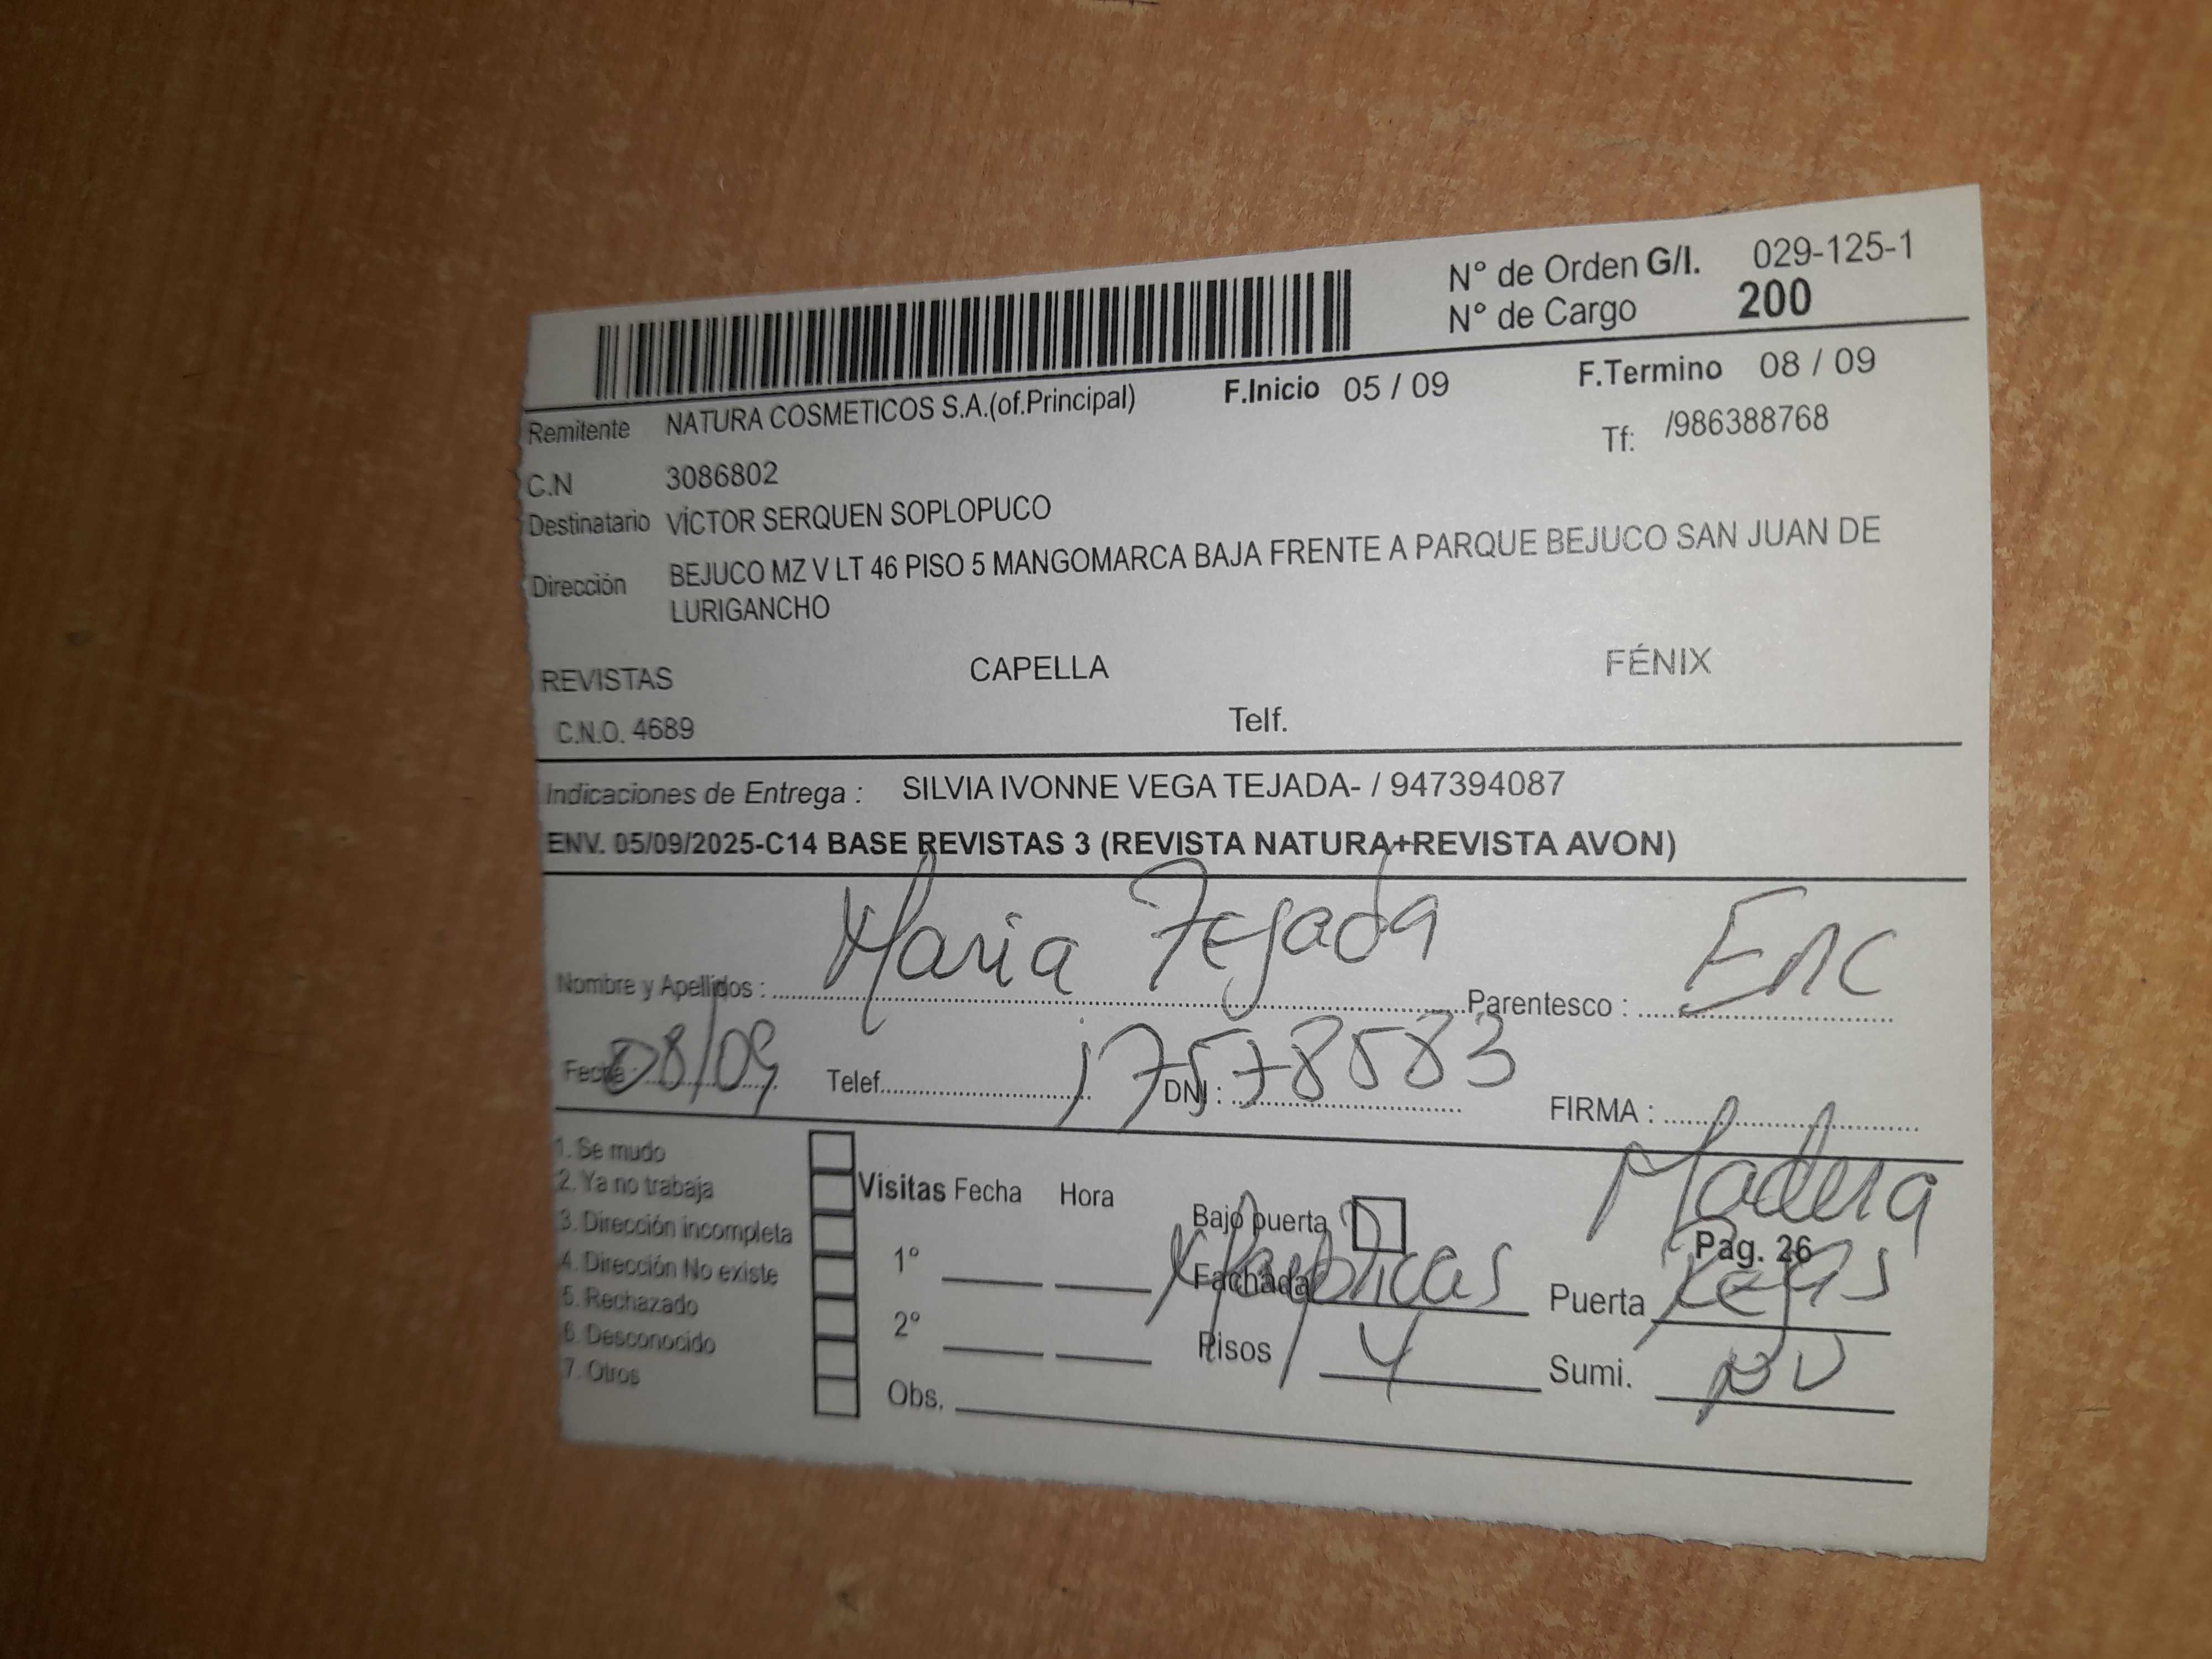 N° de Orden G/I. 029-125-1
N° de Cargo 200
F.Inicio 05 / 09 F.Termino 08 / 09
Remitente NATURA COSMETICOS S.A.(of.Principal) Tf: /986388768
C.N 3086802
Destinatario VÍCTOR SERQUEN SOPLOPUCO
Dirección BEJUCO MZ V LT 46 PISO 5 MANGOMARCA BAJA FRENTE A PARQUE BEJUCO SAN JUAN DE
LURIGANCHO
REVISTAS CAPELLA FÉNIX
C.N.O. 4689 Telf.
Indicaciones de Entrega : SILVIA IVONNE VEGA TEJADA- / 947394087
ENV. 05/09/2025-C14 BASE REVISTAS 3 (REVISTA NATURA+REVISTA AVON)
Nombre y Apellidos : Maria Tejada Parentesco : Enc
Fecha : 08/09 Telef. DNI : 17578583 FIRMA :
1. Se mudo
2. Ya no trabaja
3. Dirección incompleta
4. Dirección No existe
5. Rechazado
6. Desconocido
7. Otros
Visitas Fecha Hora
1°
2°
Obs.
Bajo puerta Madera
Pag. 26
Fachada Puerta Rejas
Pisos 4 Sumi.